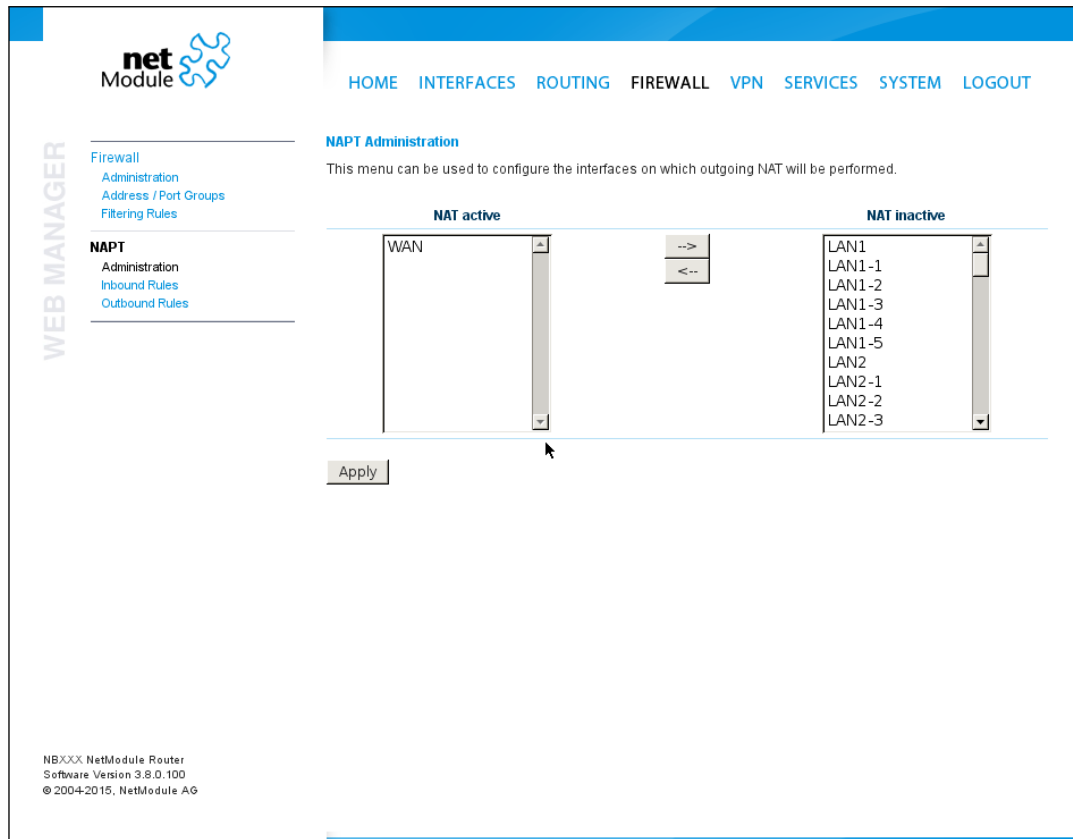 net
Module
HOME INTERFACES ROUTING FIREWALL VPN SERVICES SYSTEM LOGOUT
WEB MANAGER
Firewall
Administration
Address / Port Groups
Filtering Rules
NAPT
Administration
Inbound Rules
Outbound Rules
NAPT Administration
This menu can be used to configure the interfaces on which outgoing NAT will be performed.
NAT active
NAT inactive
WAN
-->
<--
LAN1
LAN1-1
LAN1-2
LAN1-3
LAN1-4
LAN1-5
LAN2
LAN2-1
LAN2-2
LAN2-3
Apply
NBXXX NetModule Router
Software Version 3.8.0.100
© 2004-2015, NetModule AG